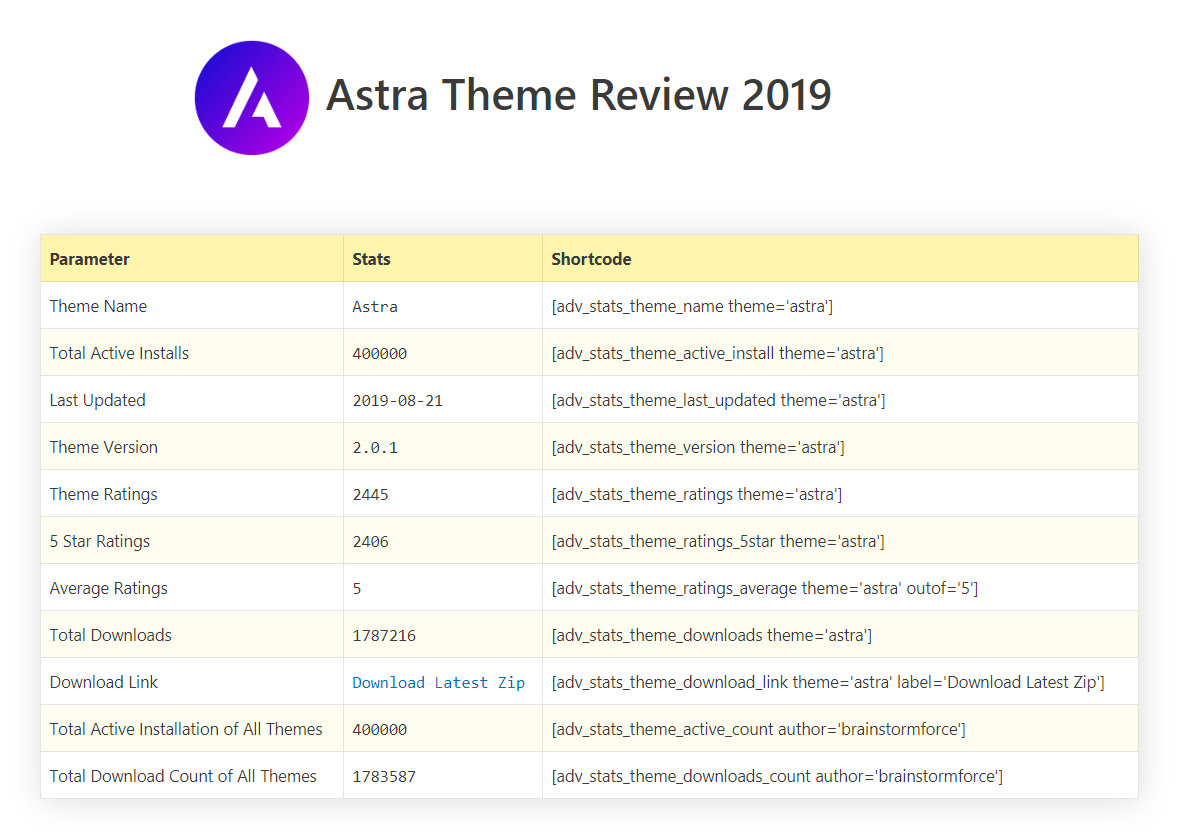 Astra Theme Review 2019
Parameter Stats Shortcode
Theme Name Astra [adv_stats_theme_name theme='astra']
Total Active Installs 400000 [adv_stats_theme_active_install theme='astra']
Last Updated 2019-08-21 [adv_stats_theme_last_updated theme='astra']
Theme Version 2.0.1 [adv_stats_theme_version theme='astra']
Theme Ratings 2445 [adv_stats_theme_ratings theme='astra']
5 Star Ratings 2406 [adv_stats_theme_ratings_5star theme='astra']
Average Ratings 5 [adv_stats_theme_ratings_average theme='astra' outof='5']
Total Downloads 1787216 [adv_stats_theme_downloads theme='astra']
Download Link Download Latest Zip [adv_stats_theme_download_link theme='astra' label='Download Latest Zip']
Total Active Installation of All Themes 400000 [adv_stats_theme_active_count author='brainstormforce']
Total Download Count of All Themes 1783587 [adv_stats_theme_downloads_count author='brainstormforce']